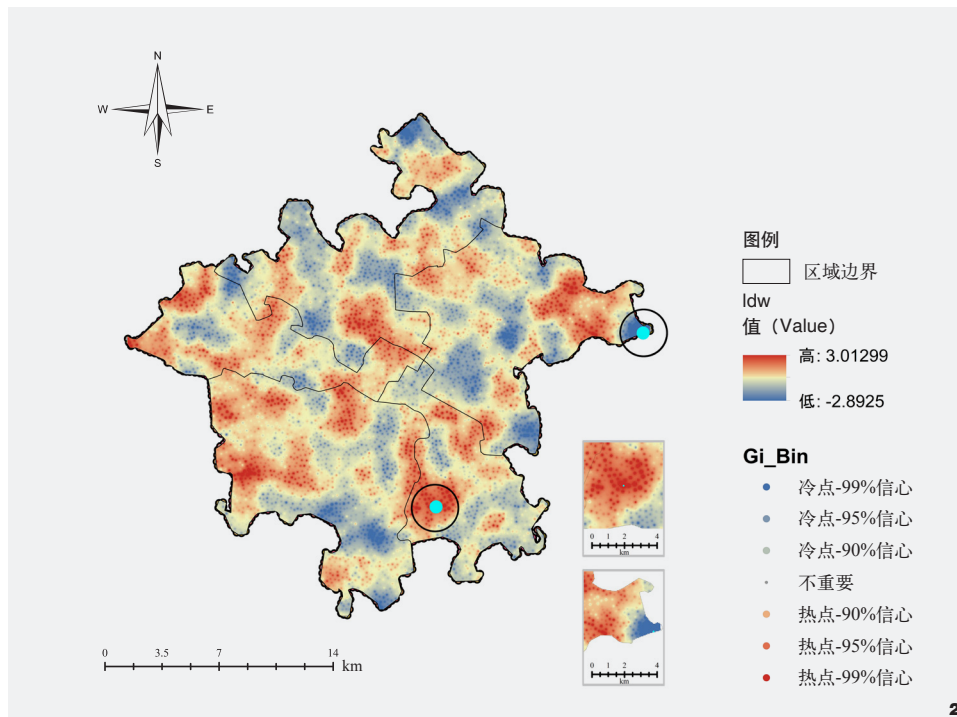 N
W E
S
图例
区域边界
Idw
值（Value）
高: 3.01299
低: -2.8925
Gi_Bin
冷点-99%信心
冷点-95%信心
冷点-90%信心
不重要
热点-90%信心
热点-95%信心
热点-99%信心
0 1 2 4
km
0 1 2 4
km
0 3.5 7 14
km
2